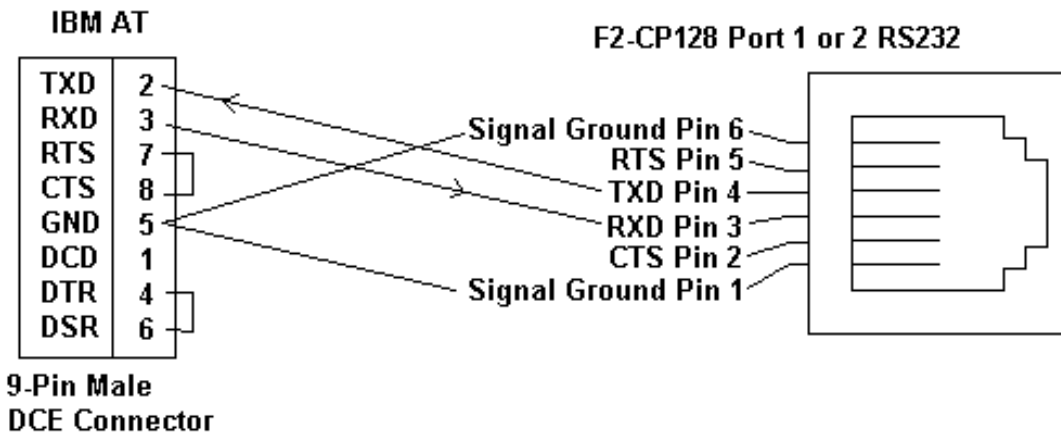 IBM AT
F2-CP128 Port 1 or 2 RS232
TXD 2
RXD 3
RTS 7
CTS 8
GND 5
DCD 1
DTR 4
DSR 6
Signal Ground Pin 6
RTS Pin 5
TXD Pin 4
RXD Pin 3
CTS Pin 2
Signal Ground Pin 1
9-Pin Male
DCE Connector